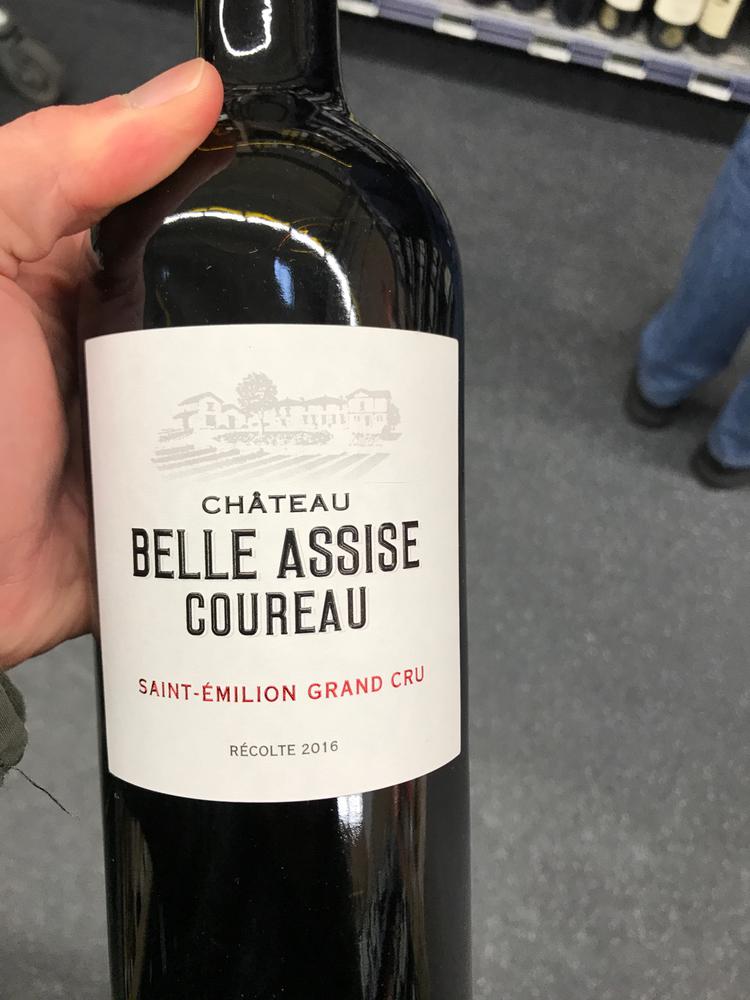 CHÂTEAU
BELLE ASSISE
COUREAU
SAINT-ÉMILION GRAND CRU
RÉCOLTE 2016